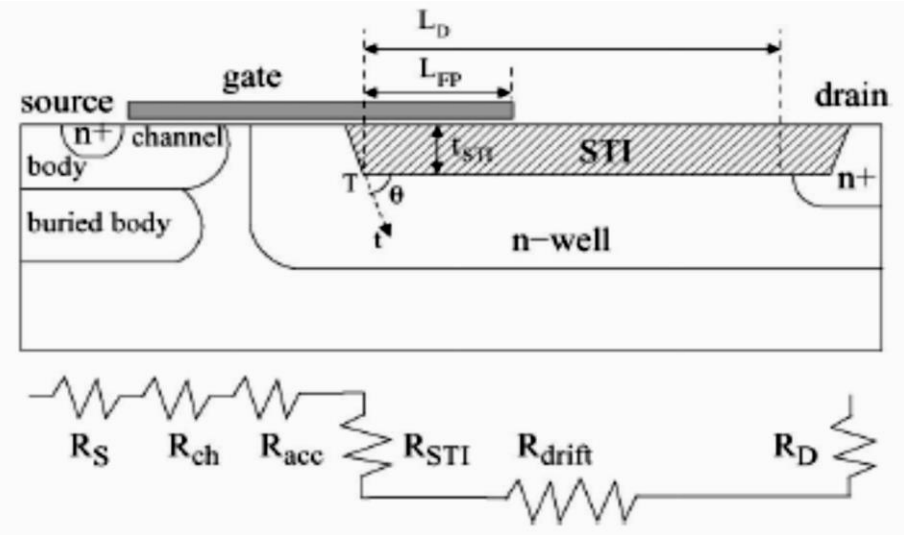 L_D
gate
L_FP
source
drain
n+
channel
t_STI
STI
body
T
θ
n+
buried body
t
n-well
R_S
R_ch
R_acc
R_STI
R_drift
R_D